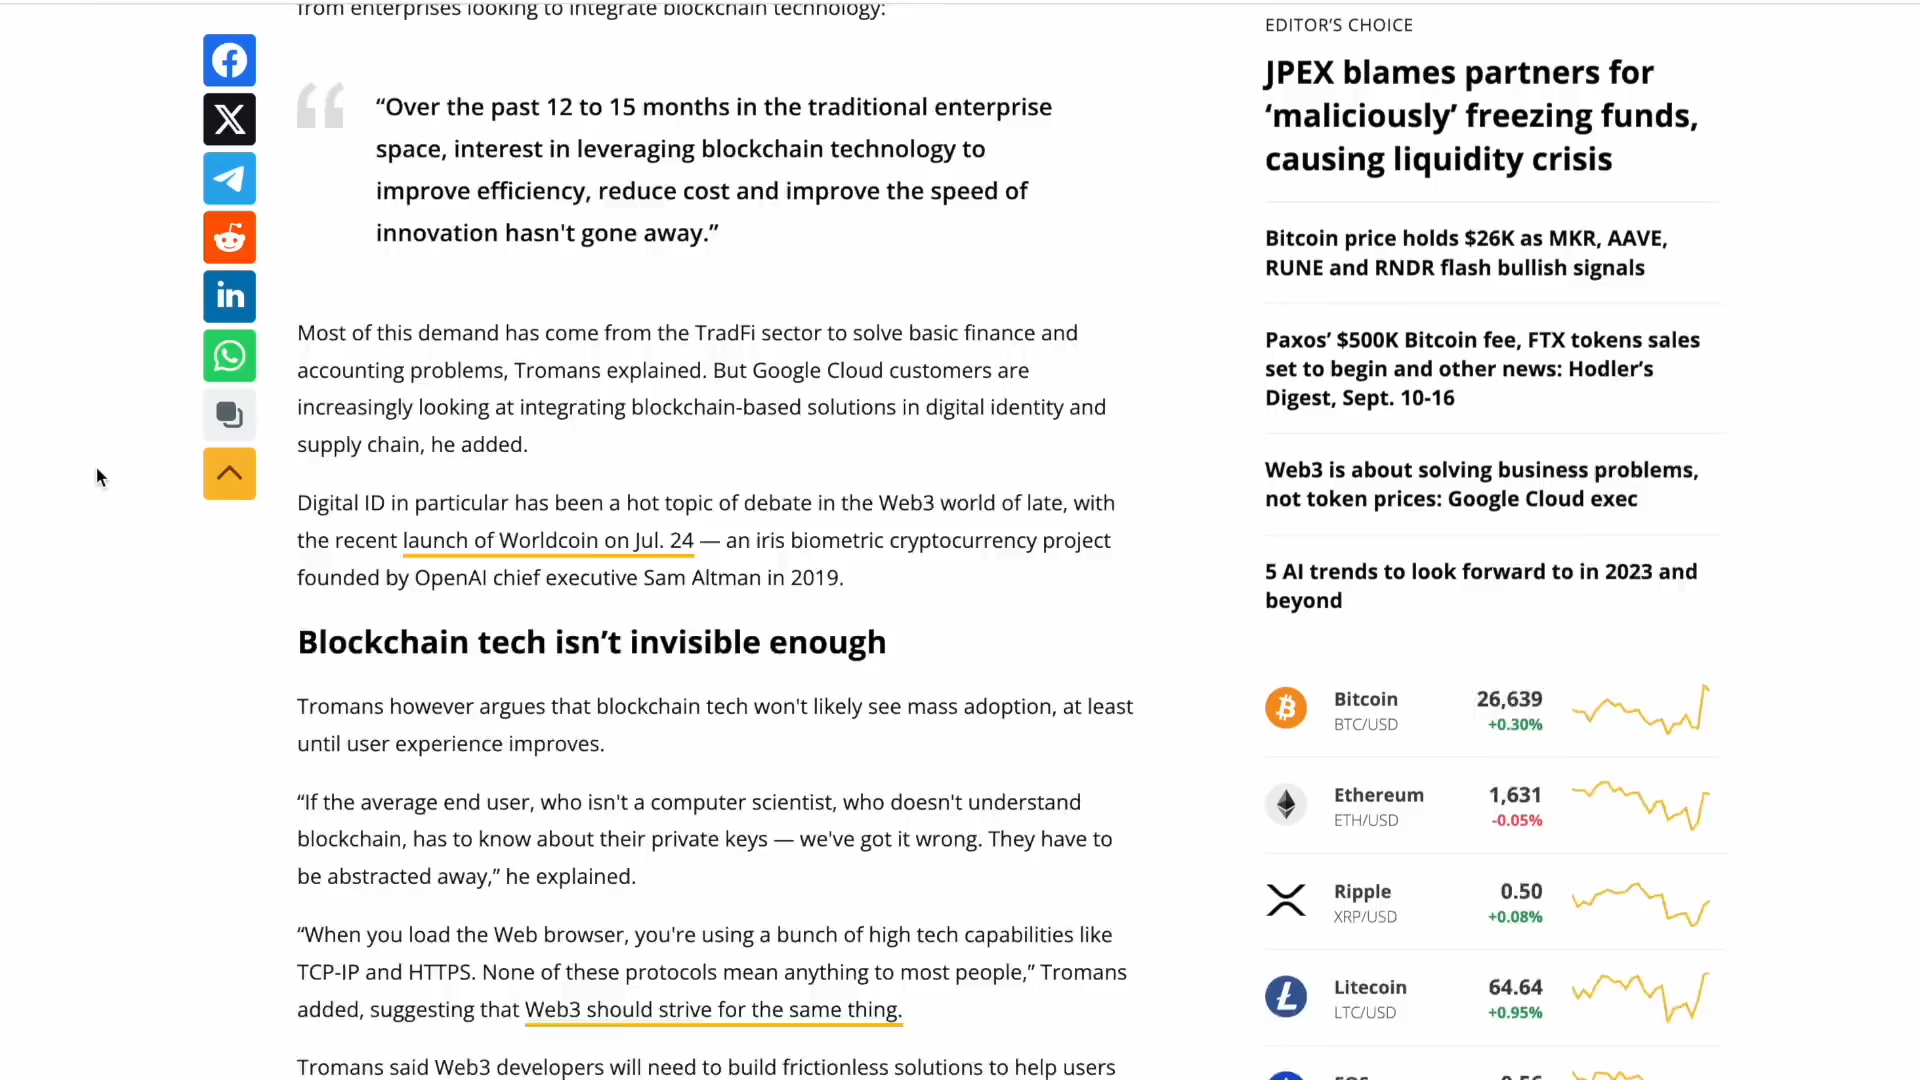 from enterprises looking to integrate blockchain technology:
“Over the past 12 to 15 months in the traditional enterprise
space, interest in leveraging blockchain technology to
improve efficiency, reduce cost and improve the speed of
innovation hasn't gone away.”
Most of this demand has come from the TradFi sector to solve basic finance and
accounting problems, Tromans explained. But Google Cloud customers are
increasingly looking at integrating blockchain-based solutions in digital identity and
supply chain, he added.
Digital ID in particular has been a hot topic of debate in the Web3 world of late, with
the recent launch of Worldcoin on Jul. 24 — an iris biometric cryptocurrency project
founded by OpenAI chief executive Sam Altman in 2019.
Blockchain tech isn’t invisible enough
Tromans however argues that blockchain tech won't likely see mass adoption, at least
until user experience improves.
“If the average end user, who isn't a computer scientist, who doesn't understand
blockchain, has to know about their private keys — we've got it wrong. They have to
be abstracted away,” he explained.
“When you load the Web browser, you're using a bunch of high tech capabilities like
TCP-IP and HTTPS. None of these protocols mean anything to most people,” Tromans
added, suggesting that Web3 should strive for the same thing.
Tromans said Web3 developers will need to build frictionless solutions to help users
EDITOR’S CHOICE
JPEX blames partners for
‘maliciously’ freezing funds,
causing liquidity crisis
Bitcoin price holds $26K as MKR, AAVE,
RUNE and RNDR flash bullish signals
Paxos’ $500K Bitcoin fee, FTX tokens sales
set to begin and other news: Hodler’s
Digest, Sept. 10-16
Web3 is about solving business problems,
not token prices: Google Cloud exec
5 AI trends to look forward to in 2023 and
beyond
Bitcoin 26,639
BTC/USD +0.30%
Ethereum 1,631
ETH/USD -0.05%
Ripple 0.50
XRP/USD +0.08%
Litecoin 64.64
LTC/USD +0.95%